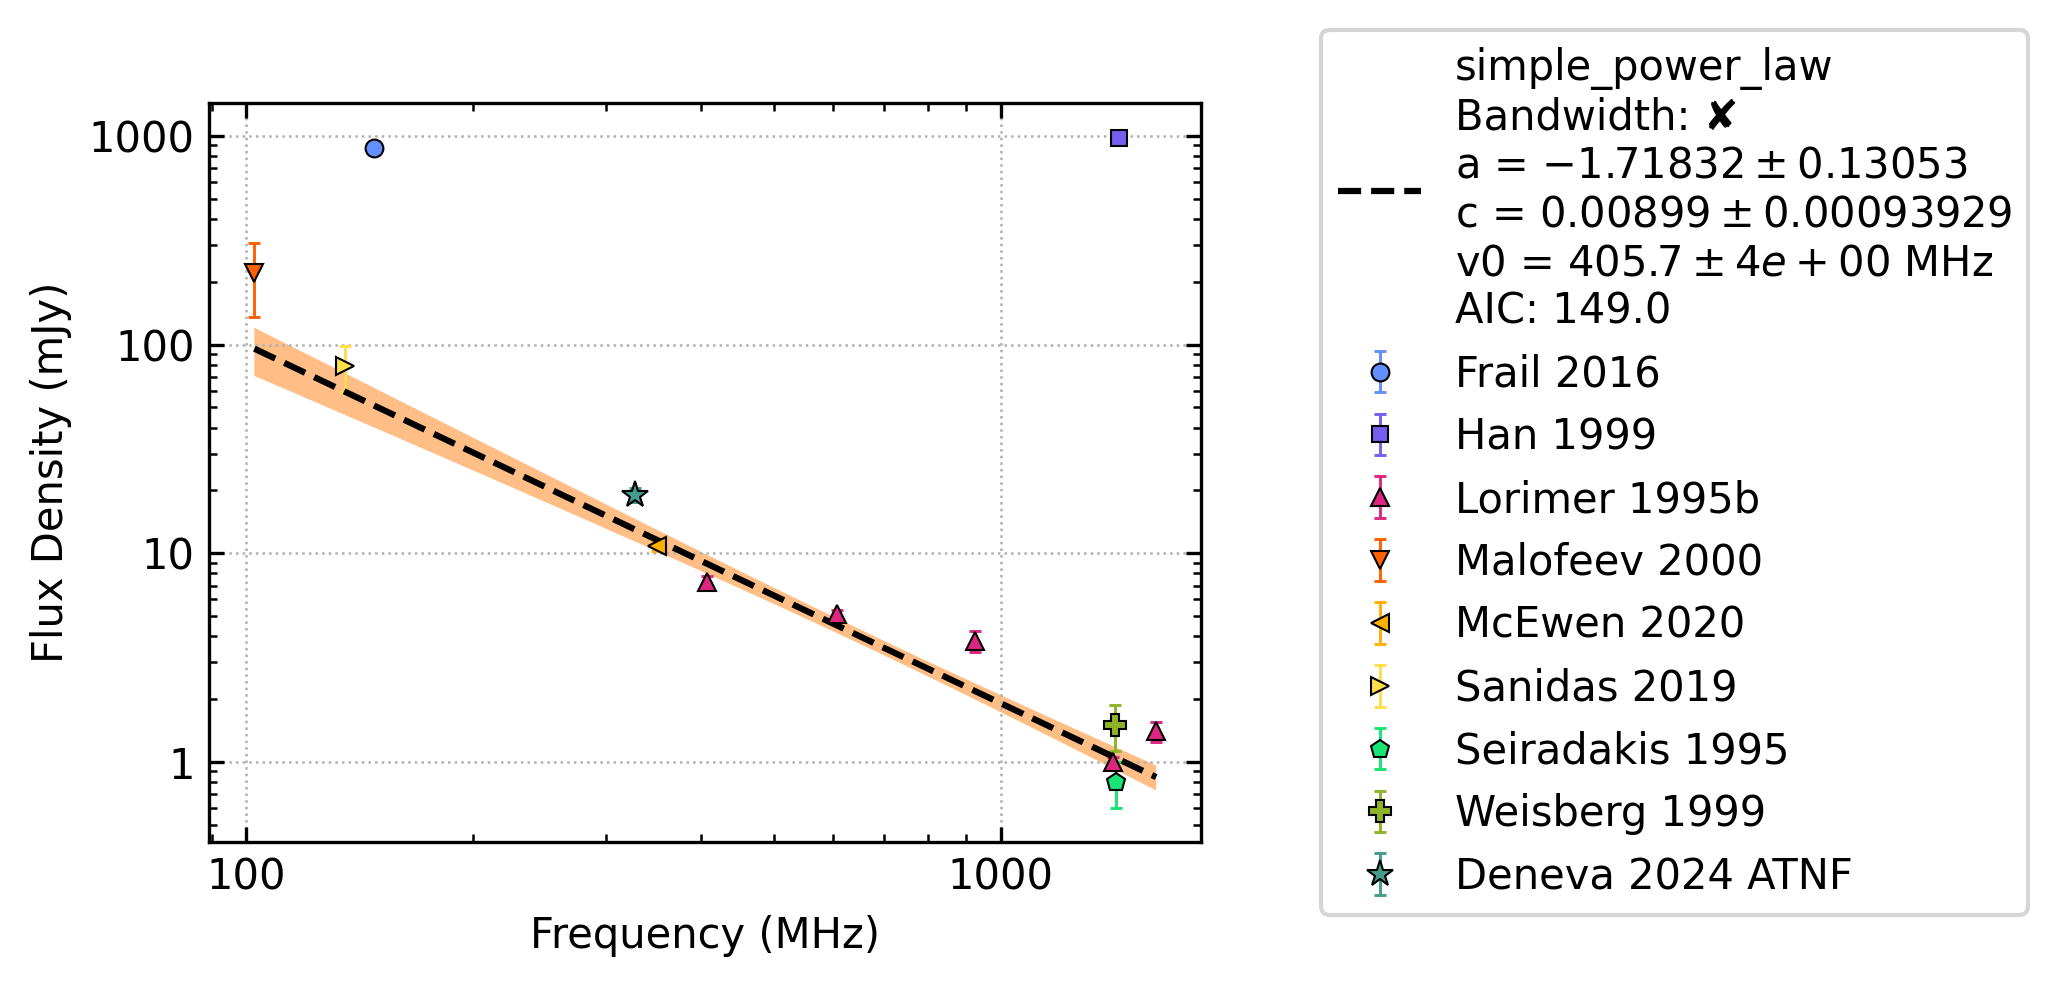 1000
100
10
1
Flux Density (mJy)
100
1000
Frequency (MHz)
simple_power_law
Bandwidth: ✘
a = −1.71832 ± 0.13053
c = 0.00899 ± 0.00093929
v0 = 405.7 ± 4e + 00 MHz
AIC: 149.0
Frail 2016
Han 1999
Lorimer 1995b
Malofeev 2000
McEwen 2020
Sanidas 2019
Seiradakis 1995
Weisberg 1999
Deneva 2024 ATNF